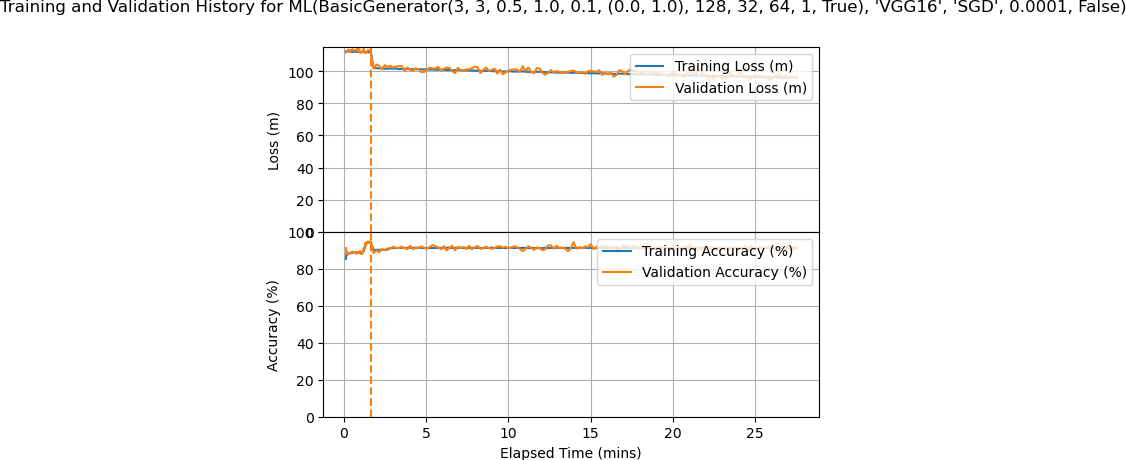 Training and Validation History for ML(BasicGenerator(3, 3, 0.5, 1.0, 0.1, (0.0, 1.0), 128, 32, 64, 1, True), 'VGG16', 'SGD', 0.0001, False)
Loss (m)
100
80
60
40
20
0
Training Loss (m)
Validation Loss (m)
Accuracy (%)
100
80
60
40
20
0
Training Accuracy (%)
Validation Accuracy (%)
0 5 10 15 20 25
Elapsed Time (mins)